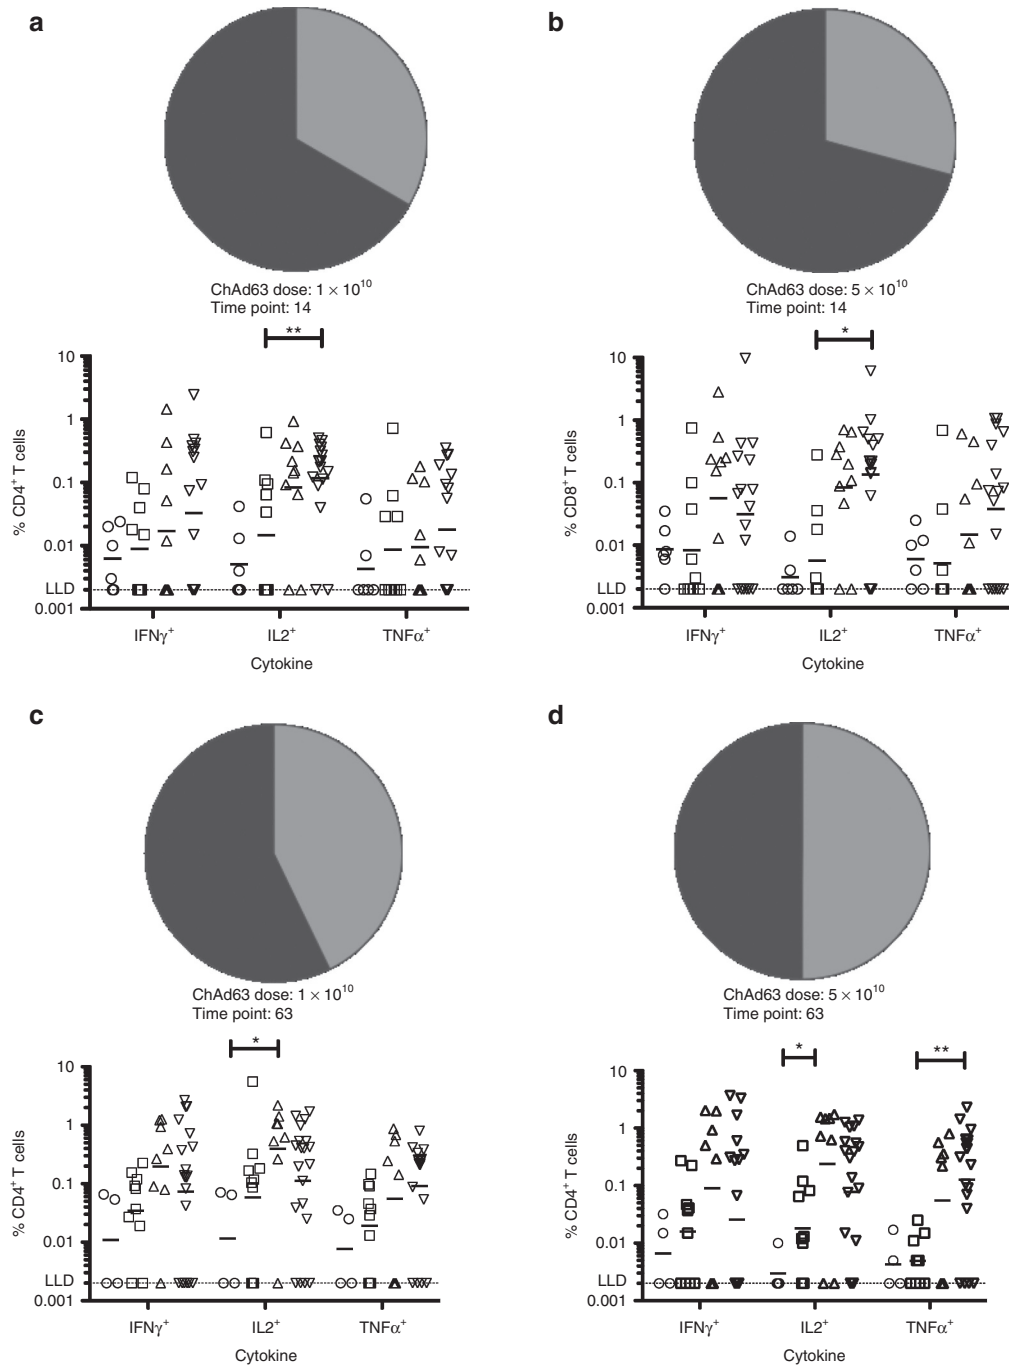 a
ChAd63 dose: 1 × 10¹⁰
Time point: 14
**
10
1
0.1
0.01
LLD
0.001
% CD4⁺ T cells
IFNγ⁺ IL2⁺ TNFα⁺
Cytokine
b
ChAd63 dose: 5 × 10¹⁰
Time point: 14
*
10
1
0.1
0.01
LLD
0.001
% CD8⁺ T cells
IFNγ⁺ IL2⁺ TNFα⁺
Cytokine
c
ChAd63 dose: 1 × 10¹⁰
Time point: 63
*
10
1
0.1
0.01
LLD
0.001
% CD4⁺ T cells
IFNγ⁺ IL2⁺ TNFα⁺
Cytokine
d
ChAd63 dose: 5 × 10¹⁰
Time point: 63
* **
10
1
0.1
0.01
LLD
0.001
% CD4⁺ T cells
IFNγ⁺ IL2⁺ TNFα⁺
Cytokine